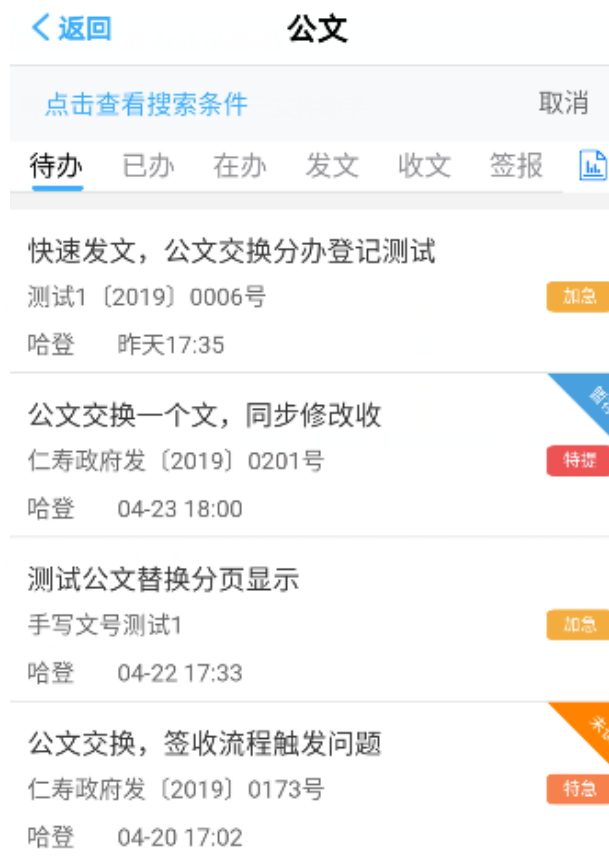 返回 公文
点击查看搜索条件 取消
待办 已办 在办 发文 收文 签报
快速发文，公文交换分办登记测试
测试1〔2019〕0006号 加急
哈登 昨天17:35
公文交换一个文，同步修改收
仁寿政府发〔2019〕0201号 特提
哈登 04-23 18:00
测试公文替换分页显示
手写文号测试1 加急
哈登 04-22 17:33
公文交换，签收流程触发问题
仁寿政府发〔2019〕0173号 特急
哈登 04-20 17:02